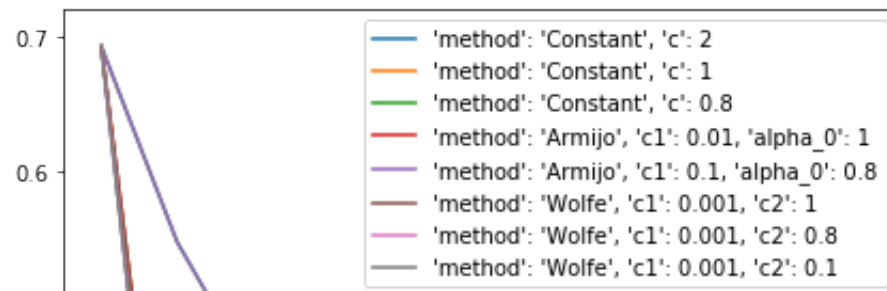 0.7
0.6
'method': 'Constant', 'c': 2
'method': 'Constant', 'c': 1
'method': 'Constant', 'c': 0.8
'method': 'Armijo', 'c1': 0.01, 'alpha_0': 1
'method': 'Armijo', 'c1': 0.1, 'alpha_0': 0.8
'method': 'Wolfe', 'c1': 0.001, 'c2': 1
'method': 'Wolfe', 'c1': 0.001, 'c2': 0.8
'method': 'Wolfe', 'c1': 0.001, 'c2': 0.1